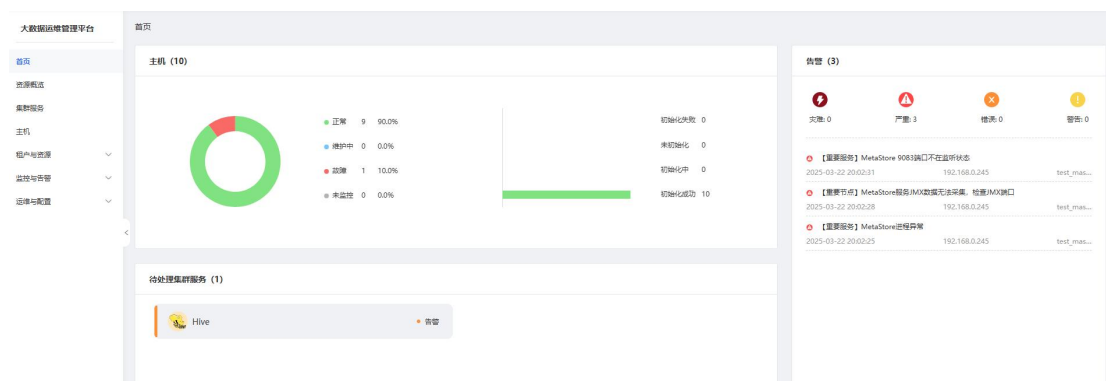 大数据运维管理平台
首页
资源概览
集群服务
主机
租户与资源
监控与告警
运维与配置
首页
主机 (10)
正常 9 90.0%
维护中 0 0.0%
故障 1 10.0%
未监控 0 0.0%
初始化失败 0
未初始化 0
初始化中 0
初始化成功 10
待处理集群服务 (1)
Hive 告警
告警 (3)
灾难: 0 严重: 3 错误: 0 警告: 0
【重要服务】MetaStore 9083端口不在监听状态
2025-03-22 20:02:31 192.168.0.245 test_mas...
【重要节点】MetaStore服务JMX数据无法采集，检查JMX端口
2025-03-22 20:02:28 192.168.0.245 test_mas...
【重要服务】MetaStore进程异常
2025-03-22 20:02:25 192.168.0.245 test_mas...